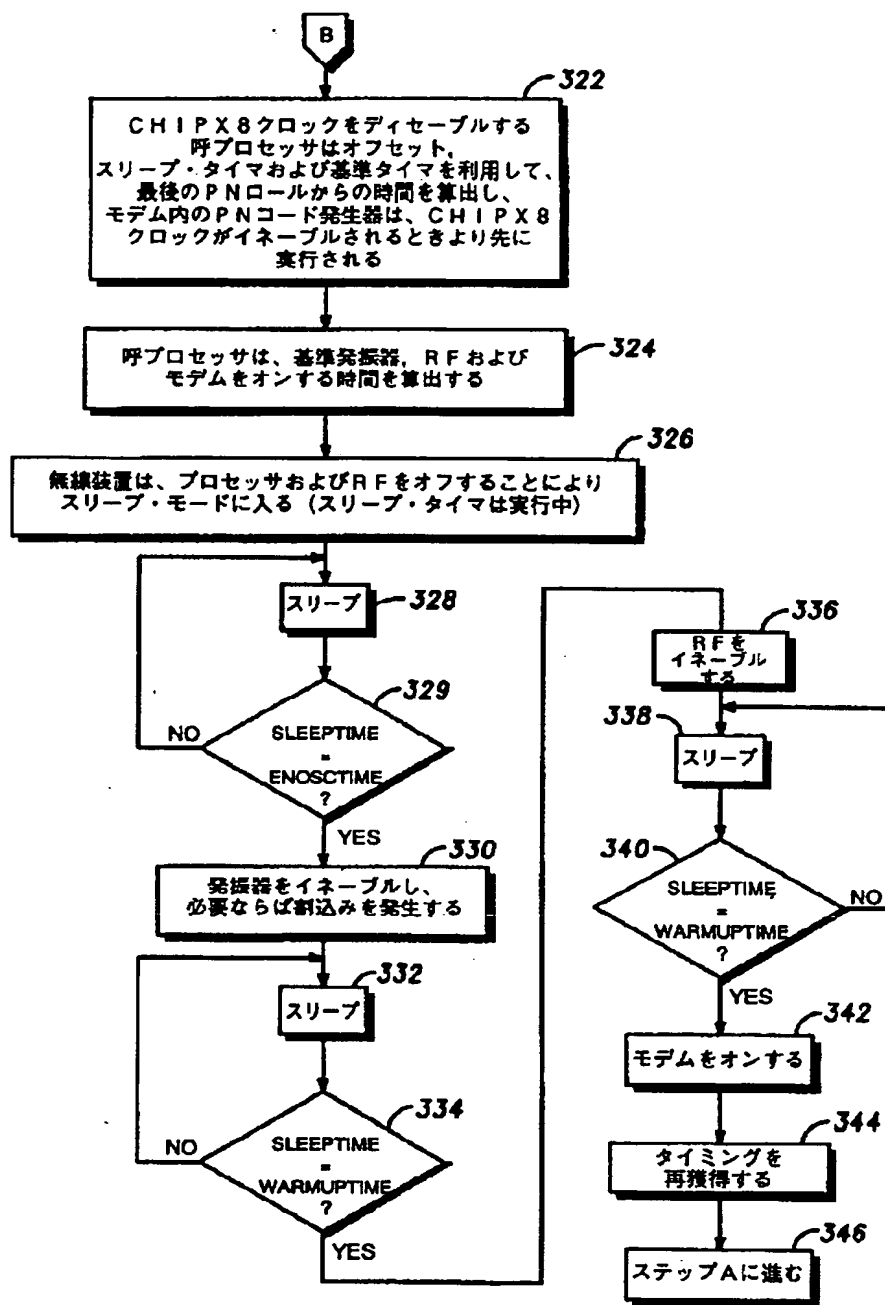 B
322
CHIPX8クロックをディセーブルする
呼プロセッサはオフセット,
スリープ・タイマおよび基準タイマを利用して、
最後のPNロールからの時間を算出し、
モデム内のPNコード発生器は、CHIPX8
クロックがイネーブルされるときより先に
実行される
324
呼プロセッサは、基準発振器,RFおよび
モデムをオンする時間を算出する
326
無線装置は、プロセッサおよびRFをオフすることにより
スリープ・モードに入る(スリープ・タイマは実行中)
スリープ
328
329
NO
SLEEPTIME
=
ENOSCTIME
?
YES
330
発振器をイネーブルし、
必要ならば割込みを発生する
332
スリープ
334
NO
SLEEPTIME
=
WARMUPTIME
?
YES
336
RFを
イネーブル
する
338
スリープ
340
SLEEPTIME
=
WARMUPTIME
?
NO
YES
342
モデムをオンする
344
タイミングを
再獲得する
346
ステップAに進む